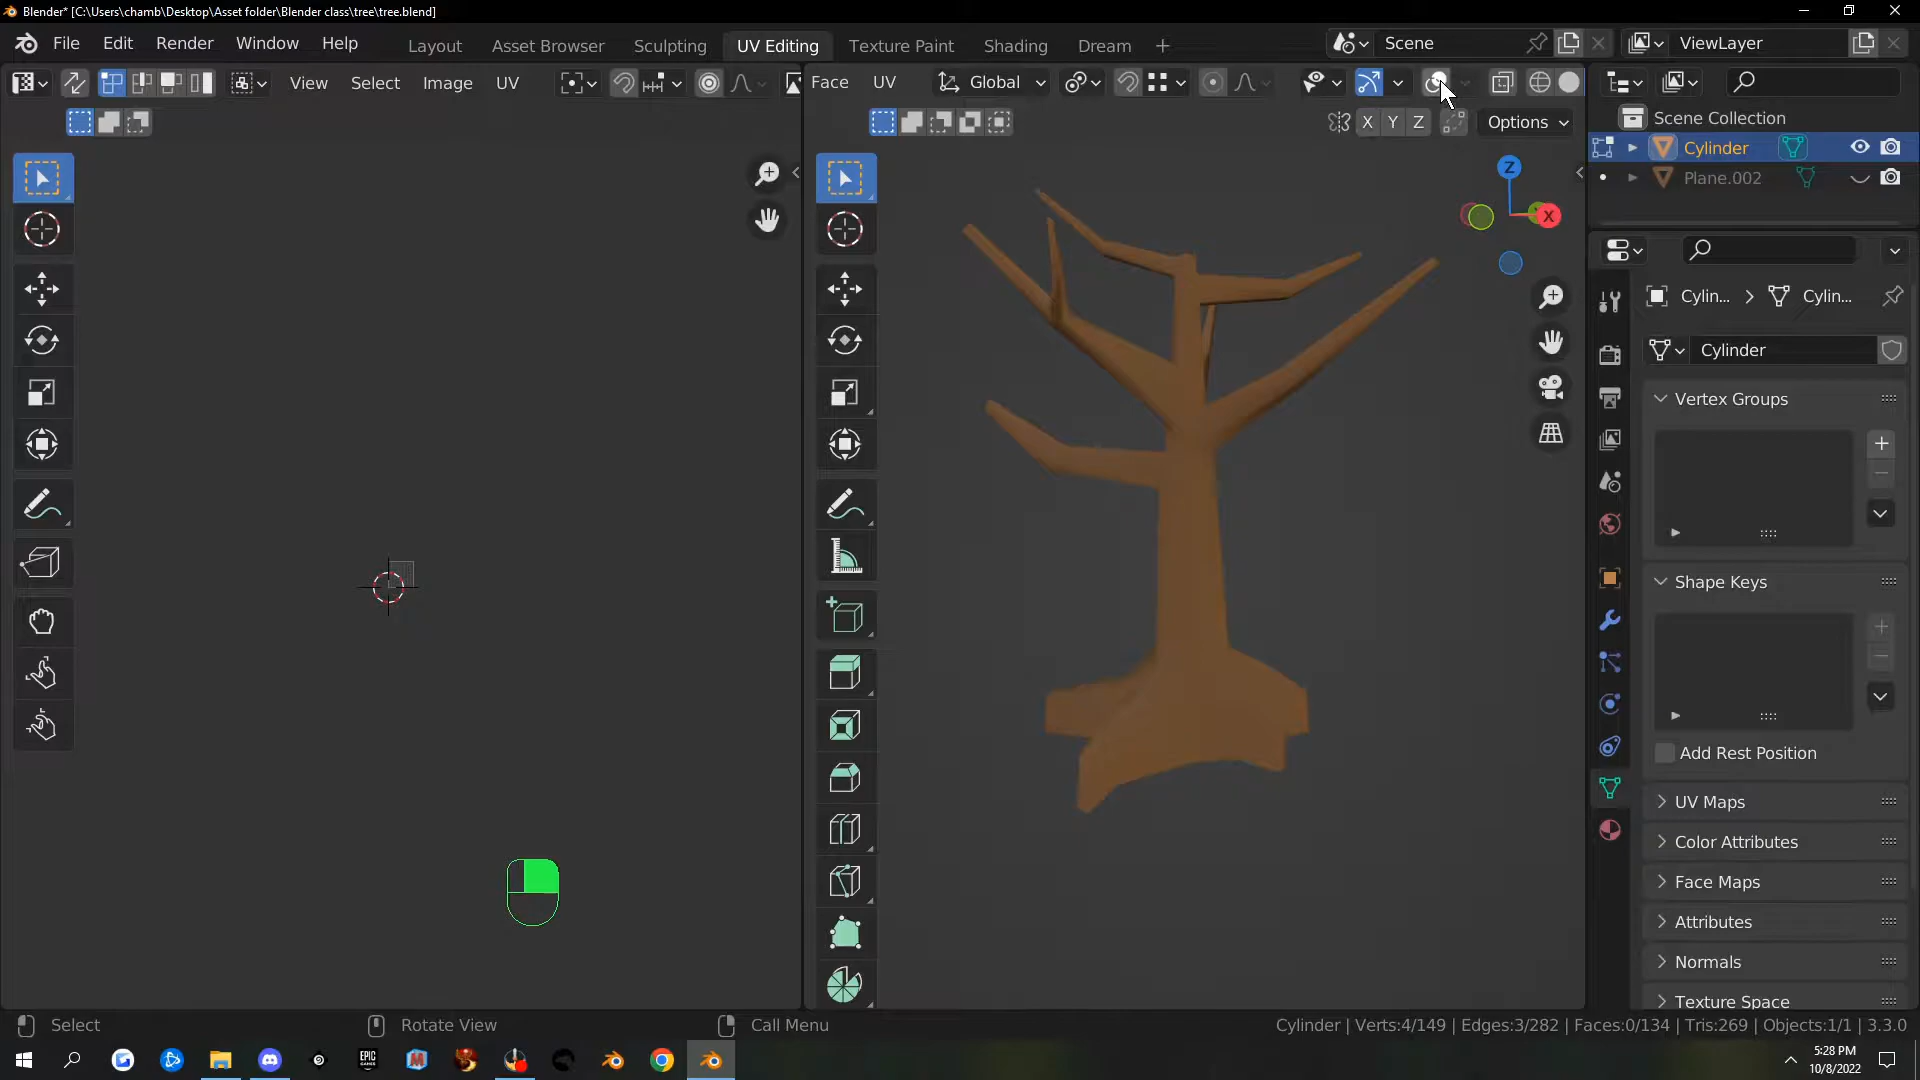 Blender* [C:\Users\chamb\Desktop\Asset folder\Blender class\tree\tree.blend]
File Edit Render Window Help Layout Asset Browser Sculpting UV Editing Texture Paint Shading Dream Scene ViewLayer
View Select Image UV Face UV Global
X Y Z Options
Scene Collection
Cylinder
Plane.002
Z
X
Cylin... > Cylin...
Cylinder
Vertex Groups
Shape Keys
Add Rest Position
UV Maps
Color Attributes
Face Maps
Attributes
Normals
Texture Space
Select Rotate View Call Menu Cylinder | Verts:4/149 | Edges:3/282 | Faces:0/134 | Tris:269 | Objects:1/1 | 3.3.0
EPIC GAMES
5:28 PM
10/8/2022